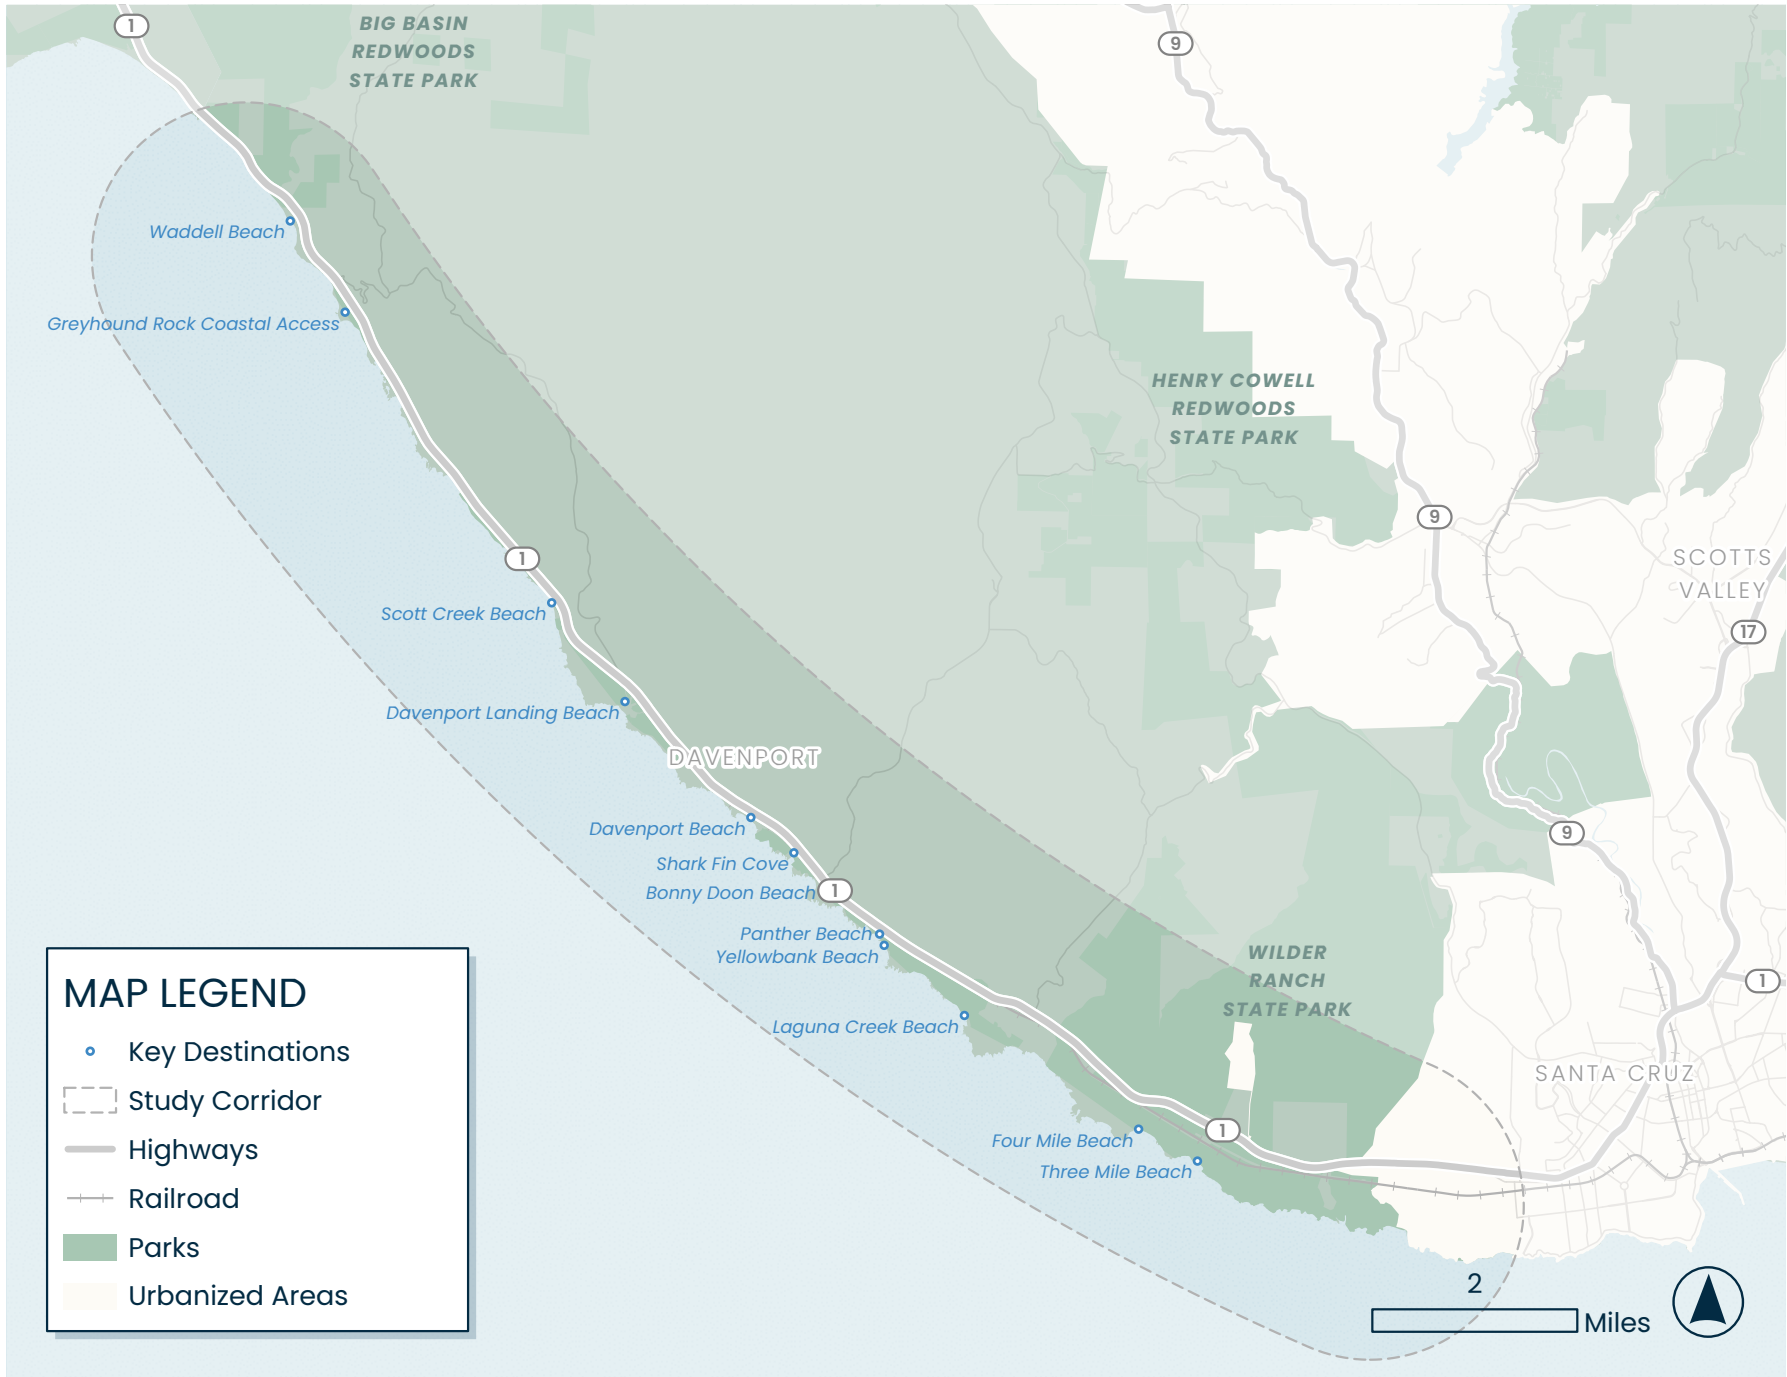 1
BIG BASIN
REDWOODS
STATE PARK
9
Waddell Beach
Greyhound Rock Coastal Access
HENRY COWELL
REDWOODS
STATE PARK
9
1
SCOTTS
VALLEY
Scott Creek Beach
17
Davenport Landing Beach
DAVENPORT
Davenport Beach
9
Shark Fin Cove
Bonny Doon Beach
1
Panther Beach
Yellowbank Beach
WILDER
RANCH
STATE PARK
1
Laguna Creek Beach
SANTA CRUZ
1
Four Mile Beach
Three Mile Beach
MAP LEGEND
Key Destinations
Study Corridor
Highways
Railroad
Parks
Urbanized Areas
2
Miles